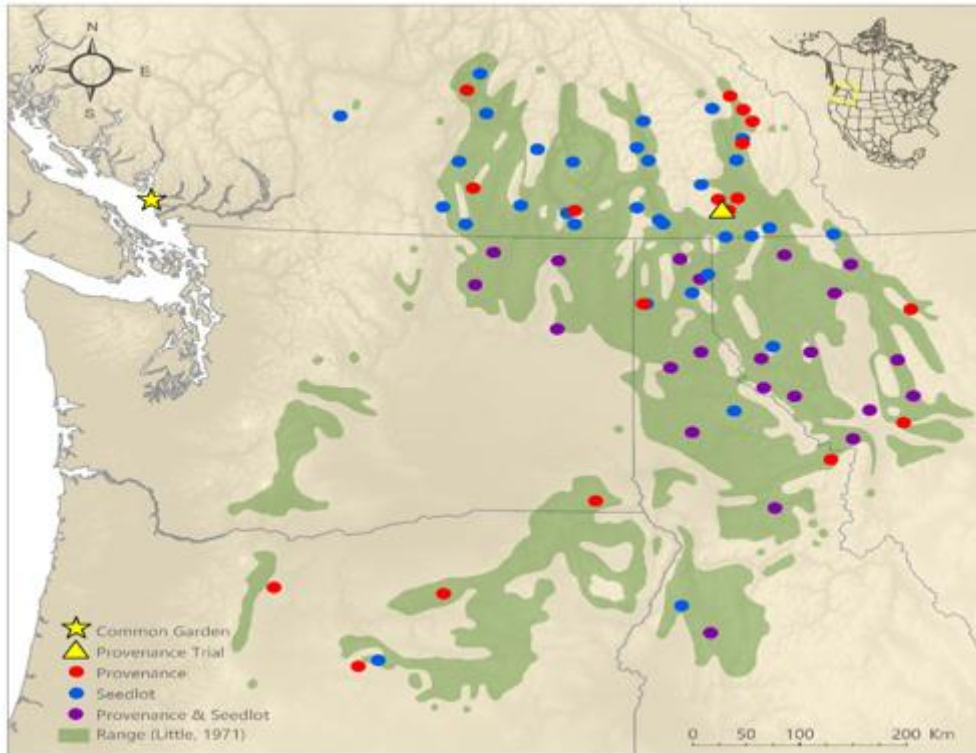 N
W E
S
Common Garden
Provenance Trial
Provenance
Seedlot
Provenance & Seedlot
Range (Little, 1971)
0 50 100 200 Km